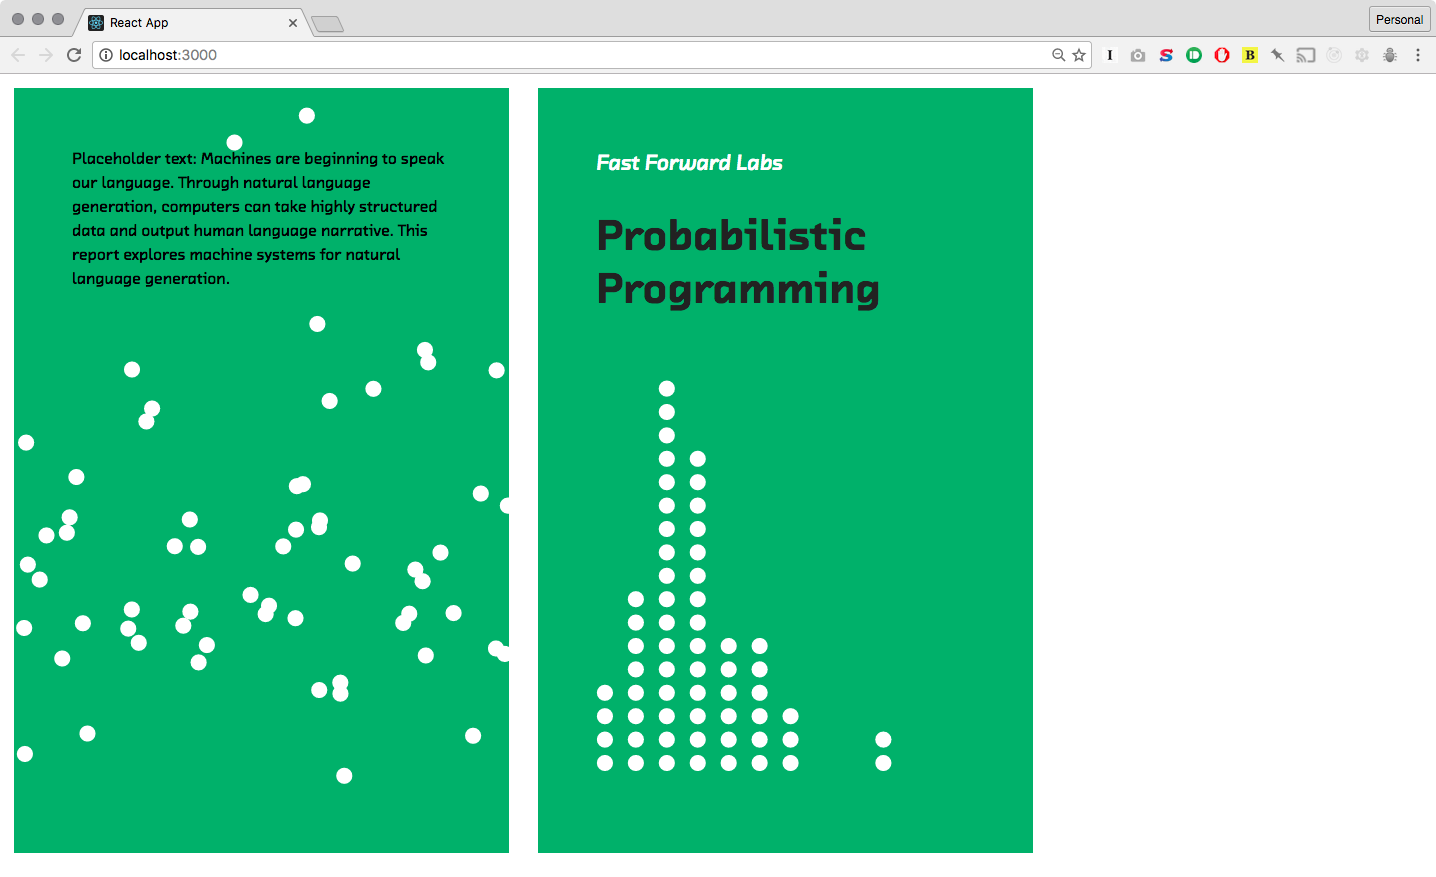 React App
Personal
localhost:3000
I
B
Placeholder text: Machines are beginning to speak
our language. Through natural language
generation, computers can take highly structured
data and output human language narrative. This
report explores machine systems for natural
language generation.
Fast Forward Labs
Probabilistic
Programming